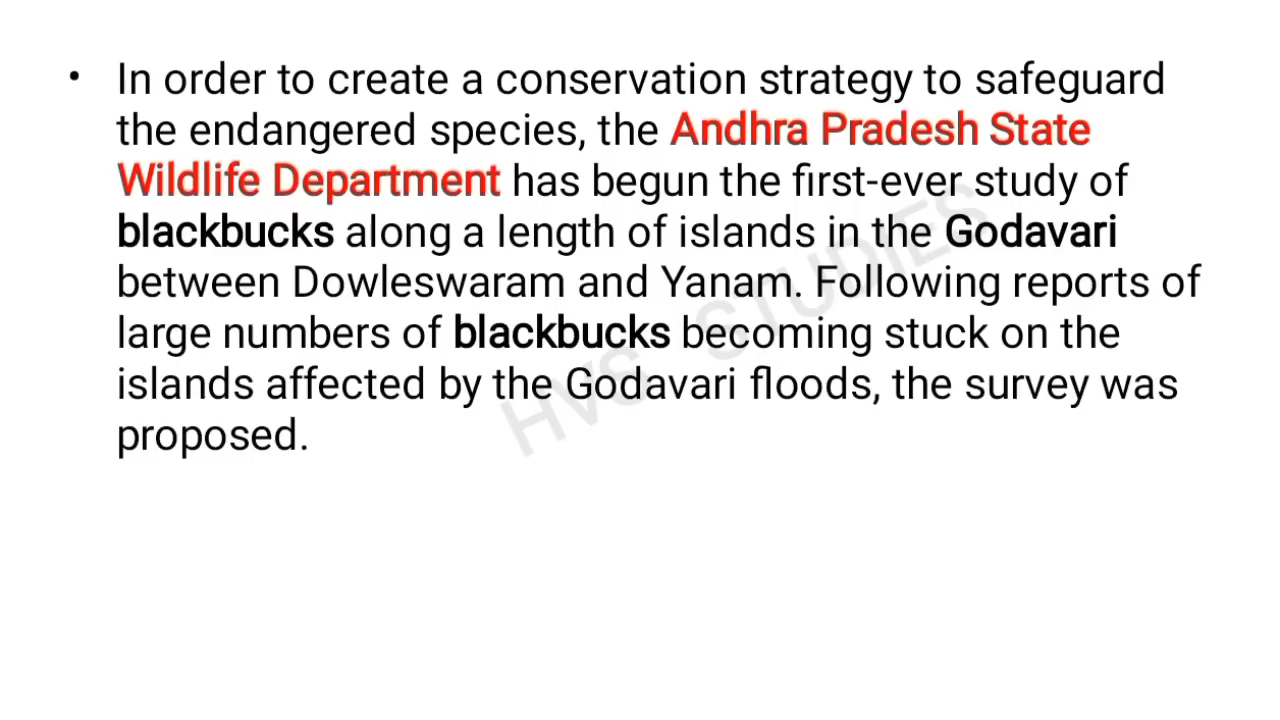 • In order to create a conservation strategy to safeguard
the endangered species, the Andhra Pradesh State
Wildlife Department has begun the first-ever study of
blackbucks along a length of islands in the Godavari
between Dowleswaram and Yanam. Following reports of
large numbers of blackbucks becoming stuck on the
islands affected by the Godavari floods, the survey was
proposed.
HVS STUDIES